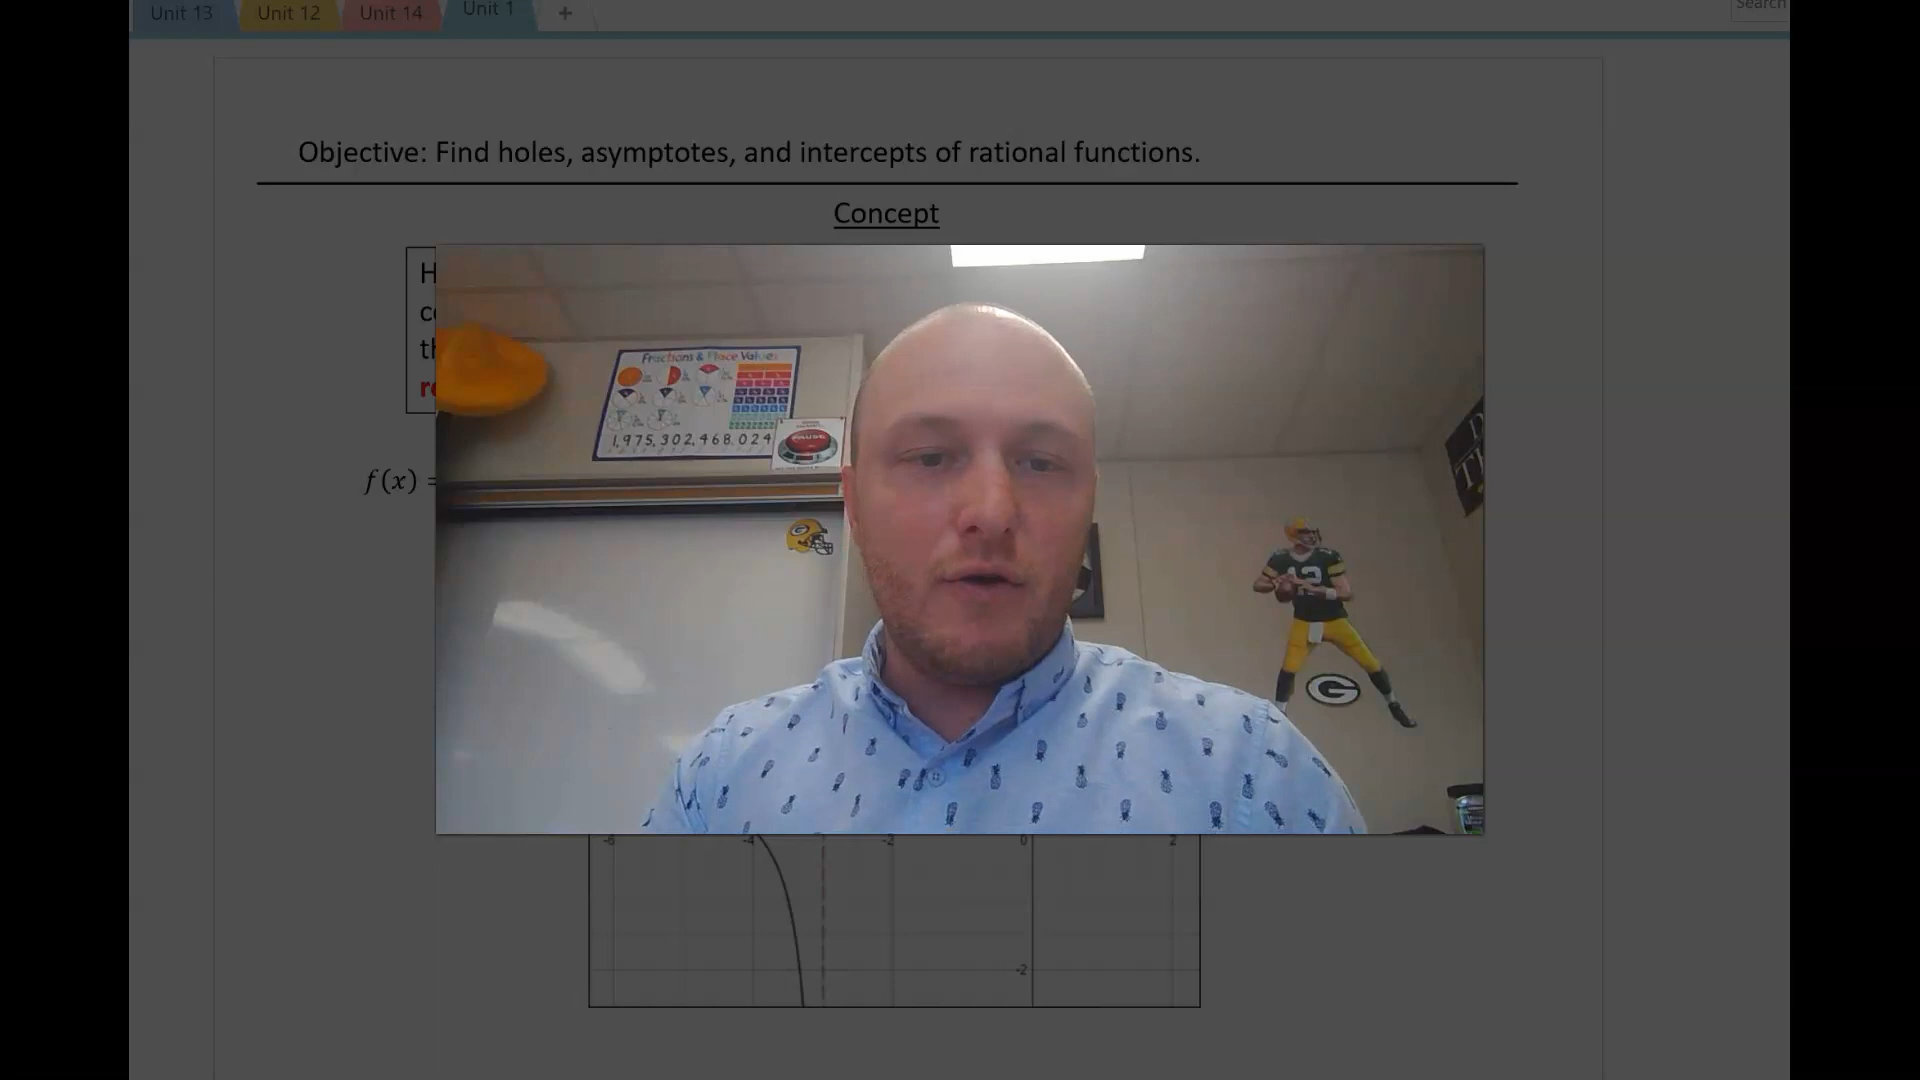 Unit 13
Unit 12
Unit 14
Unit 1
+
Search
Objective: Find holes, asymptotes, and intercepts of rational functions.
Concept
H
f(x) =
Fractions & Place Values
1,975,302,468.024
PAUSE
G
12
G
-6 -4 -2 0 2
-2